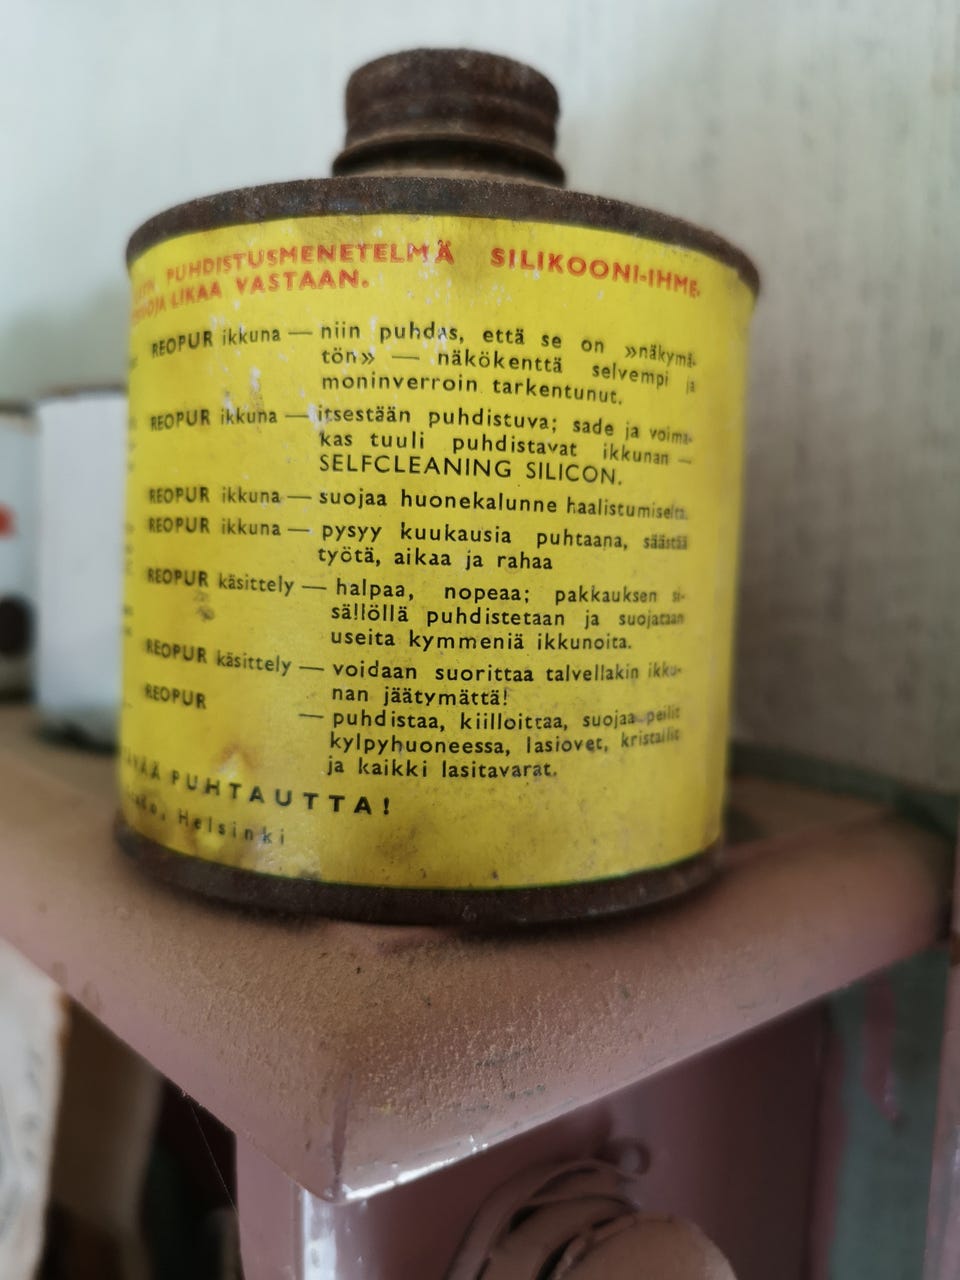 PUHDISTUSMENETELMÄ SILIKOONI-IHME.
LIKAA VASTAAN.
REOPUR ikkuna — niin puhdas, että se on »näkymä-
tön» — näkökenttä selvempi ja
moninverroin tarkentunut.
REOPUR ikkuna — itsestään puhdistuva; sade ja voima-
kas tuuli puhdistavat ikkunan —
SELFCLEANING SILICON.
REOPUR ikkuna — suojaa huonekalunne haalistumiselta.
REOPUR ikkuna — pysyy kuukausia puhtaana, säästää
työtä, aikaa ja rahaa
REOPUR käsittely — halpaa, nopeaa; pakkauksen si-
sällöllä puhdistetaan ja suojataan
useita kymmeniä ikkunoita.
REOPUR käsittely — voidaan suorittaa talvellakin ikku-
nan jäätymättä!
REOPUR — puhdistaa, kiilloittaa, suojaa peilit
kylpyhuoneessa, lasiovet, kristallit
ja kaikki lasitavarat.
PUHTAUTTA!
Helsinki